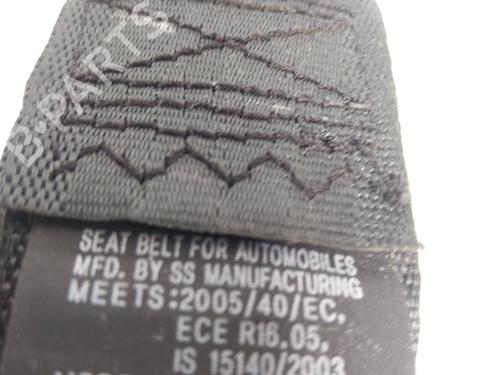 B-PARTS
SEAT BELT FOR AUTOMOBILES
MFD. BY SS MANUFACTURING
MEETS:2005/40/EC,
ECE R16.05,
IS 15140/2003